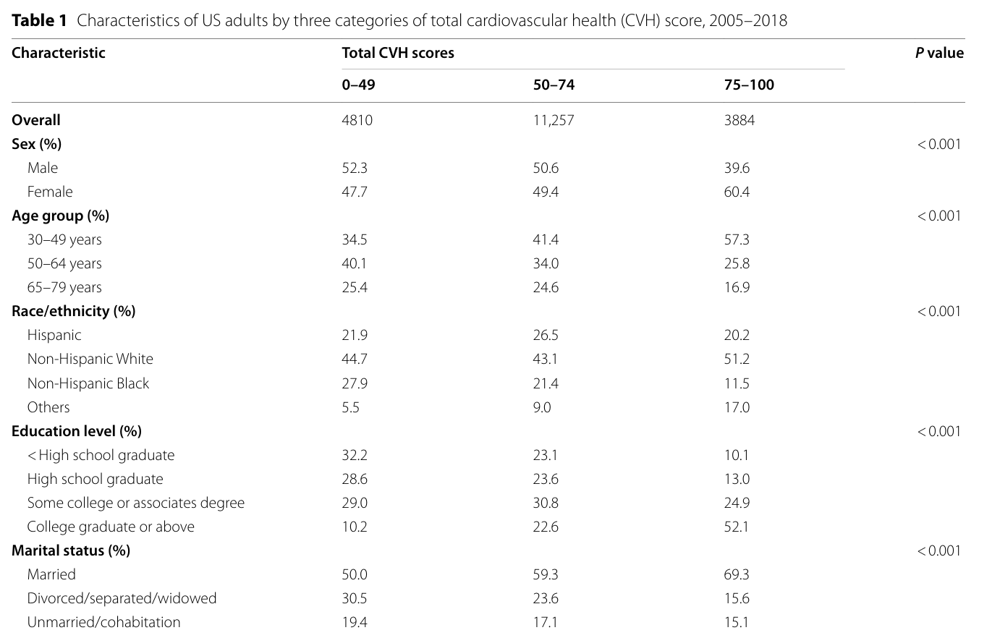 Table 1 Characteristics of US adults by three categories of total cardiovascular health (CVH) score, 2005–2018
Characteristic Total CVH scores P value
0–49 50–74 75–100
Overall 4810 11,257 3884
Sex (%) < 0.001
Male 52.3 50.6 39.6
Female 47.7 49.4 60.4
Age group (%) < 0.001
30–49 years 34.5 41.4 57.3
50–64 years 40.1 34.0 25.8
65–79 years 25.4 24.6 16.9
Race/ethnicity (%) < 0.001
Hispanic 21.9 26.5 20.2
Non-Hispanic White 44.7 43.1 51.2
Non-Hispanic Black 27.9 21.4 11.5
Others 5.5 9.0 17.0
Education level (%) < 0.001
< High school graduate 32.2 23.1 10.1
High school graduate 28.6 23.6 13.0
Some college or associates degree 29.0 30.8 24.9
College graduate or above 10.2 22.6 52.1
Marital status (%) < 0.001
Married 50.0 59.3 69.3
Divorced/separated/widowed 30.5 23.6 15.6
Unmarried/cohabitation 19.4 17.1 15.1